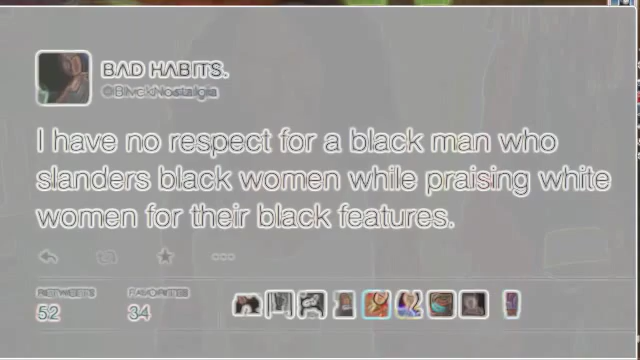 BAD HABITS.
@BlvckNostalgia
I have no respect for a black man who
slanders black women while praising white
women for their black features.
RETWEETS FAVORITES
52 34